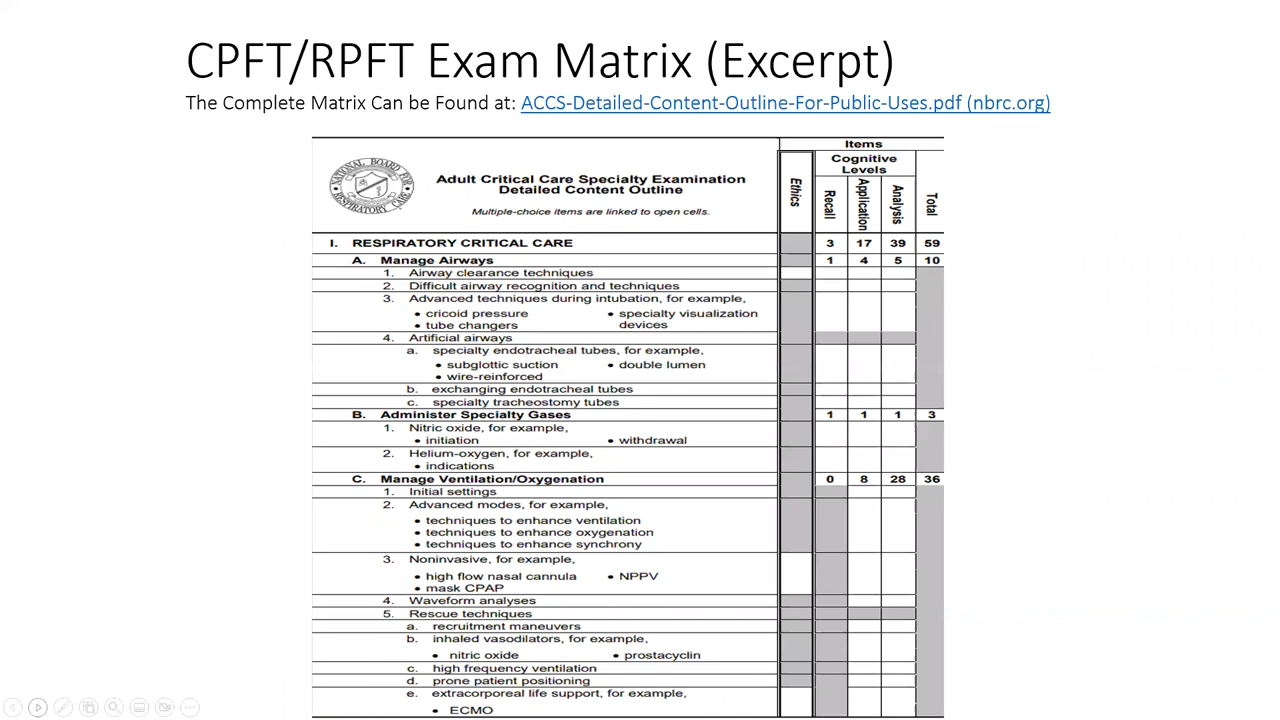 CPFT/RPFT Exam Matrix (Excerpt)
The Complete Matrix Can be Found at: ACCS-Detailed-Content-Outline-For-Public-Uses.pdf (nbrc.org)
NATIONAL BOARD FOR RESPIRATORY CARE
Adult Critical Care Specialty Examination
Detailed Content Outline
Multiple-choice items are linked to open cells.
Items
Cognitive
Levels
Ethics
Recall
Application
Analysis
Total
I. RESPIRATORY CRITICAL CARE 3 17 39 59
A. Manage Airways 1 4 5 10
1. Airway clearance techniques
2. Difficult airway recognition and techniques
3. Advanced techniques during intubation, for example,
• cricoid pressure • specialty visualization
• tube changers devices
4. Artificial airways
a. specialty endotracheal tubes, for example,
• subglottic suction • double lumen
• wire-reinforced
b. exchanging endotracheal tubes
c. specialty tracheostomy tubes
B. Administer Specialty Gases 1 1 1 3
1. Nitric oxide, for example,
• initiation • withdrawal
2. Helium-oxygen, for example,
• indications
C. Manage Ventilation/Oxygenation 0 8 28 36
1. Initial settings
2. Advanced modes, for example,
• techniques to enhance ventilation
• techniques to enhance oxygenation
• techniques to enhance synchrony
3. Noninvasive, for example,
• high flow nasal cannula • NPPV
• mask CPAP
4. Waveform analyses
5. Rescue techniques
a. recruitment maneuvers
b. inhaled vasodilators, for example,
• nitric oxide • prostacyclin
c. high frequency ventilation
d. prone patient positioning
e. extracorporeal life support, for example,
• ECMO